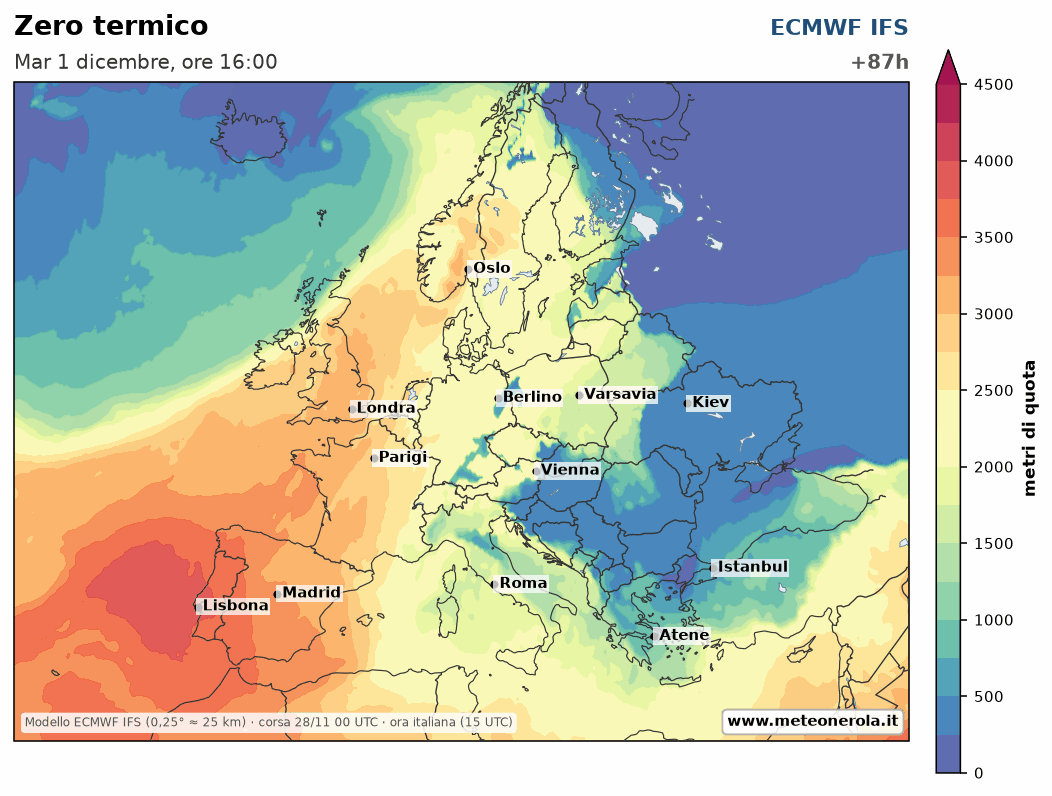 Zero termico
ECMWF IFS
Mar 1 dicembre, ore 16:00
+87h
4500
4000
3500
3000
2500
2000
1500
1000
500
0
metri di quota
Oslo
Berlino
Varsavia
Kiev
Londra
Parigi
Vienna
Istanbul
Roma
Madrid
Lisbona
Atene
Modello ECMWF IFS (0,25° ≈ 25 km) · corsa 28/11 00 UTC · ora italiana (15 UTC)
www.meteonerola.it